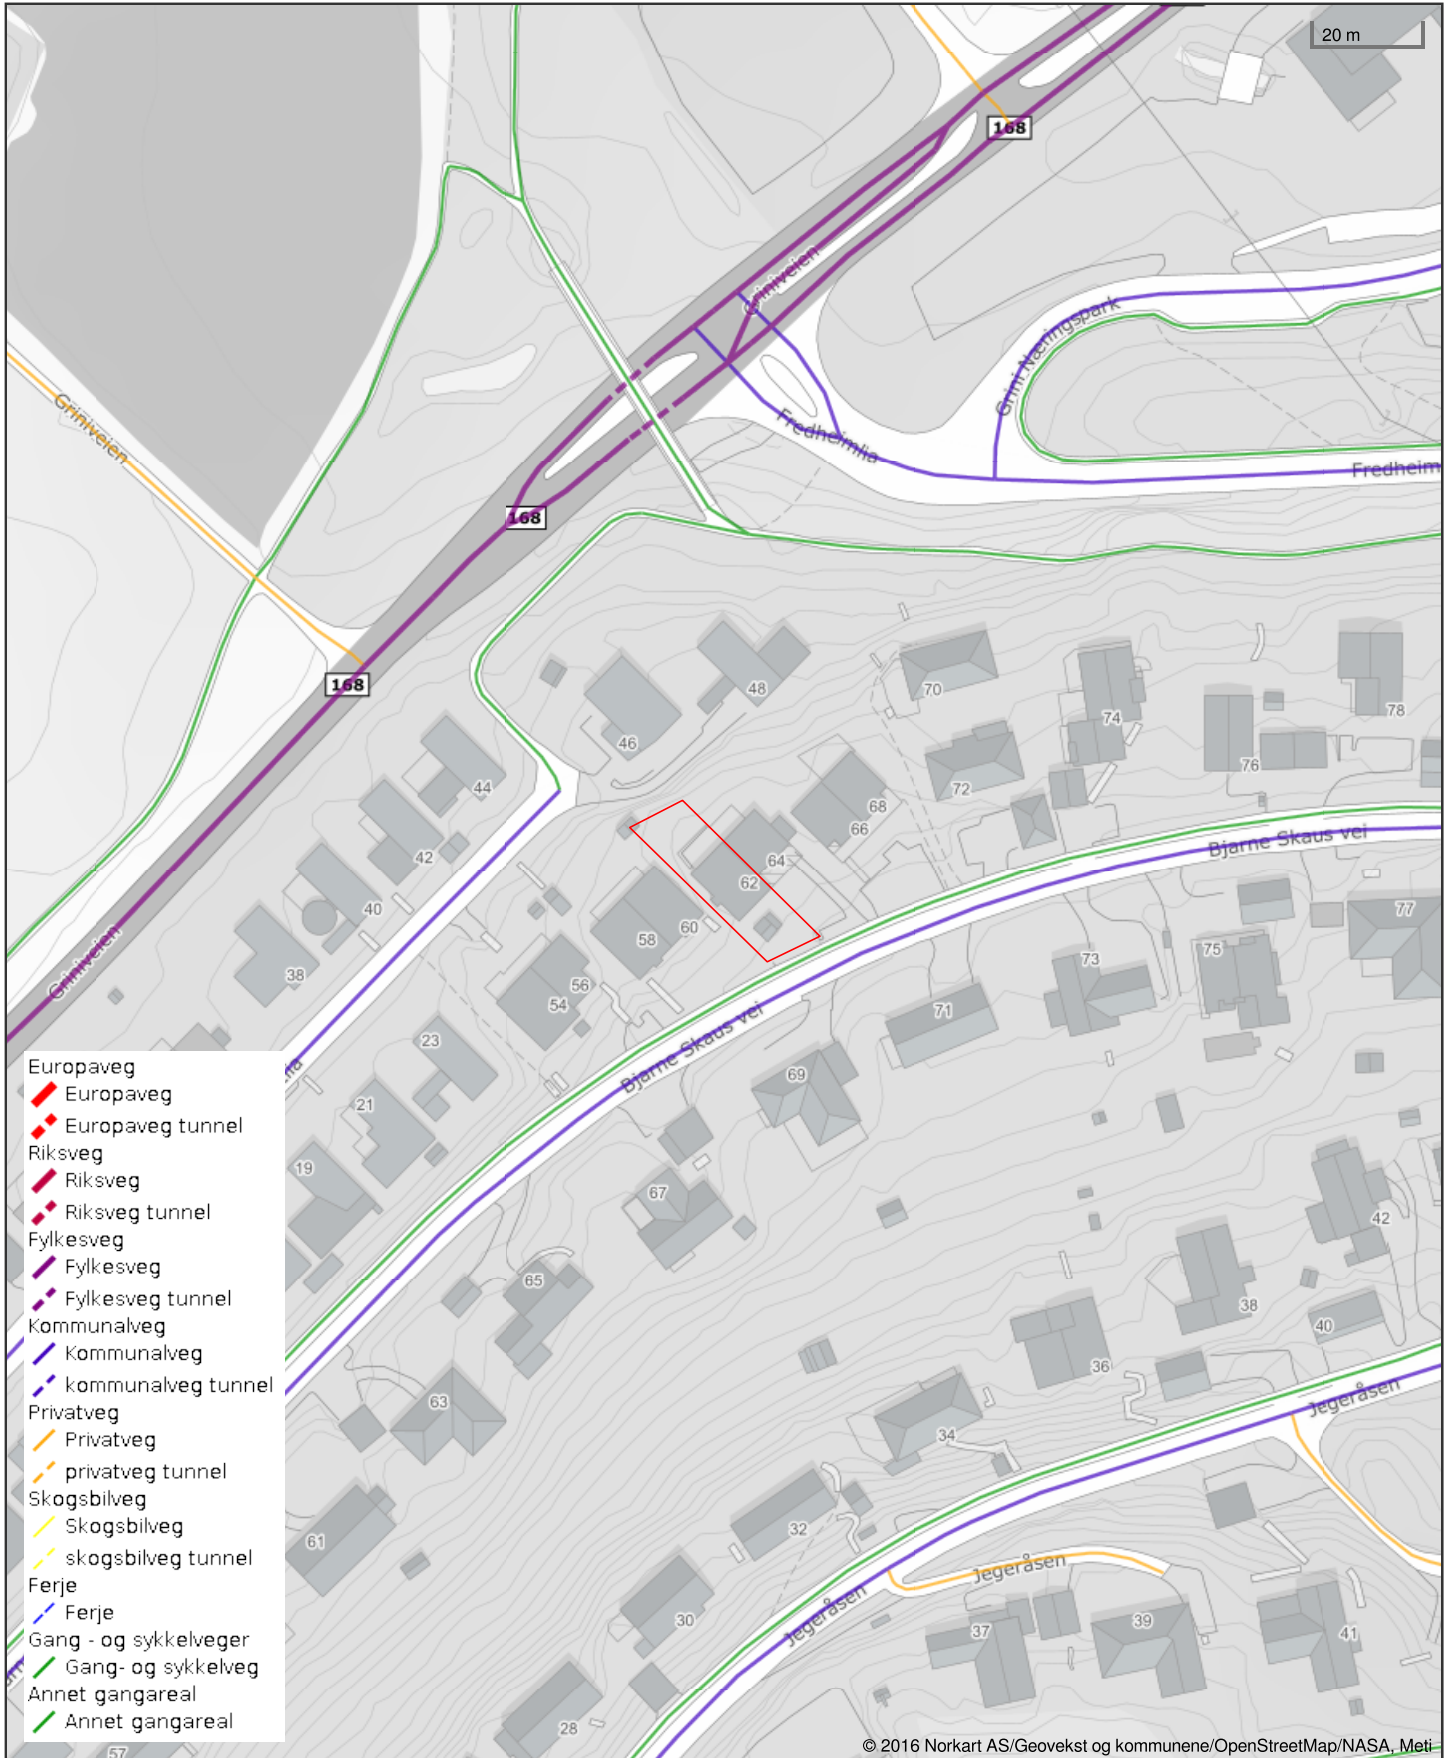 20 m
168
Griniveien
Grini Næringspark
Griniveien
Fredheimlia
Fredheim
168
168
48
70
74
78
46
76
44
72
68
66
Bjarne Skaus vei
64
42
62
40
60
58
77
75
73
38
56
54
71
Griniveien
Bjarne Skaus vei
23
69
21
19
67
42
65
38
40
36
63
Jegeråsen
34
32
61
Jegeråsen
Jegeråsen
30
37
39
41
28
57
Europaveg
Europaveg
Europaveg tunnel
Riksveg
Riksveg
Riksveg tunnel
Fylkesveg
Fylkesveg
Fylkesveg tunnel
Kommunalveg
Kommunalveg
kommunalveg tunnel
Privatveg
Privatveg
privatveg tunnel
Skogsbilveg
Skogsbilveg
skogsbilveg tunnel
Ferje
Ferje
Gang - og sykkelveger
Gang- og sykkelveg
Annet gangareal
Annet gangareal
© 2016 Norkart AS/Geovekst og kommunene/OpenStreetMap/NASA, Meti